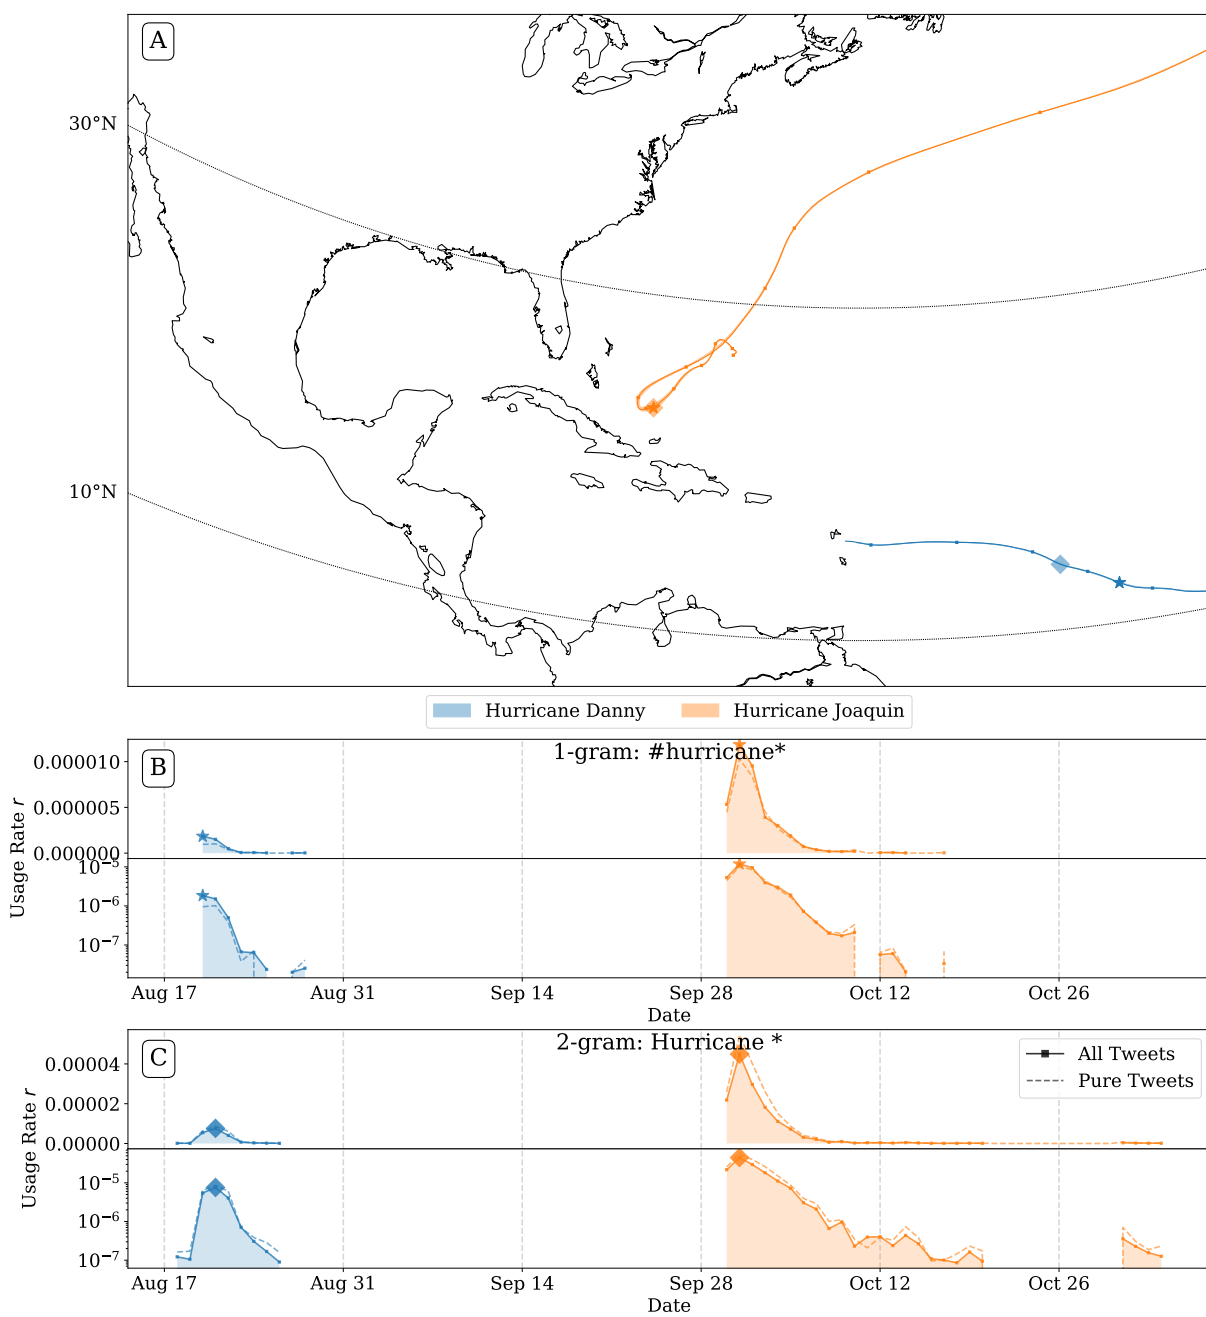 A
30°N
10°N
Hurricane Danny Hurricane Joaquin
B
1-gram: #hurricane*
Usage Rate r
0.000010
0.000005
0.000000
10⁻⁵
10⁻⁶
10⁻⁷
Aug 17 Aug 31 Sep 14 Sep 28 Oct 12 Oct 26
Date
C
2-gram: Hurricane *
All Tweets
Pure Tweets
Usage Rate r
0.00004
0.00002
0.00000
10⁻⁵
10⁻⁶
10⁻⁷
Aug 17 Aug 31 Sep 14 Sep 28 Oct 12 Oct 26
Date